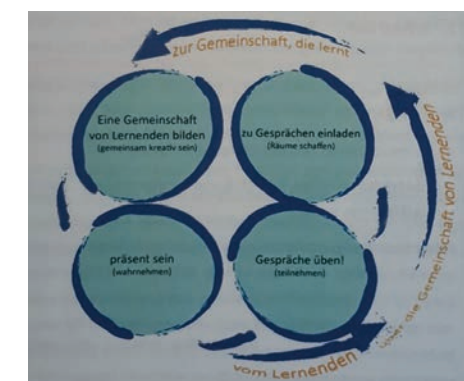 zur Gemeinschaft, die lernt
Eine Gemeinschaft
von Lernenden bilden
(gemeinsam kreativ sein)
zu Gesprächen einladen
(Räume schaffen)
präsent sein
(wahrnehmen)
Gespräche üben!
(teilnehmen)
vom Lernenden
über die Gemeinschaft von Lernenden